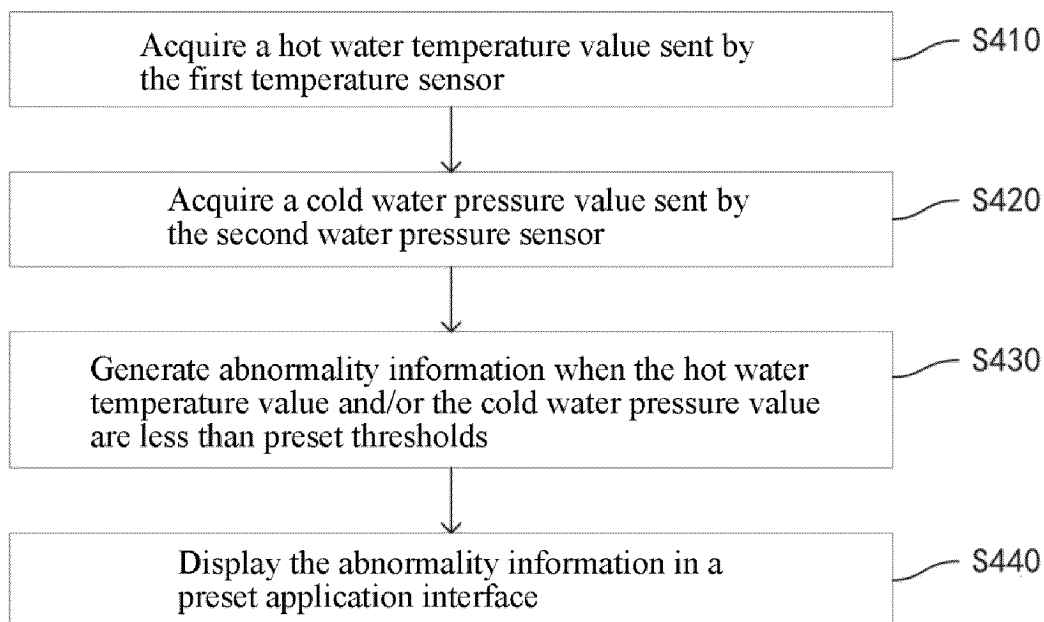 Acquire a hot water temperature value sent by
the first temperature sensor
S410
Acquire a cold water pressure value sent by
the second water pressure sensor
S420
Generate abnormality information when the hot water
temperature value and/or the cold water pressure value
are less than preset thresholds
S430
Display the abnormality information in a
preset application interface
S440